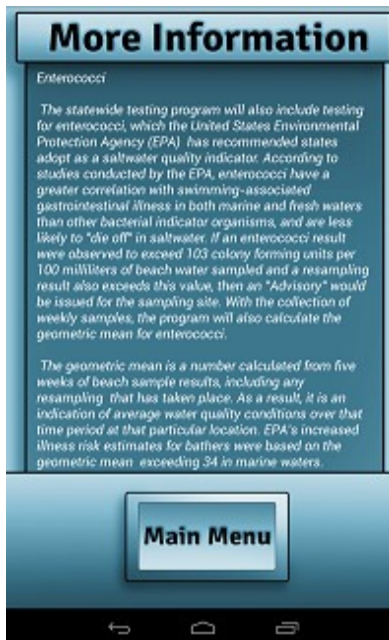 More Information
Enterococci
The statewide testing program will also include testing
for enterococci, which the United States Environmental
Protection Agency (EPA) has recommended states
adopt as a saltwater quality indicator. According to
studies conducted by the EPA, enterococci have a
greater correlation with swimming-associated
gastrointestinal illness in both marine and fresh waters
than other bacterial indicator organisms, and are less
likely to "die off" in saltwater. If an enterococci result
were observed to exceed 103 colony forming units per
100 milliliters of beach water sampled and a resampling
result also exceeds this value, then an "Advisory" would
be issued for the sampling site. With the collection of
weekly samples, the program will also calculate the
geometric mean for enterococci.
The geometric mean is a number calculated from five
weeks of beach sample results, including any
resampling that has taken place. As a result, it is an
indication of average water quality conditions over that
time period at that particular location. EPA's increased
illness risk estimates for bathers were based on the
geometric mean exceeding 34 in marine waters.
Main Menu